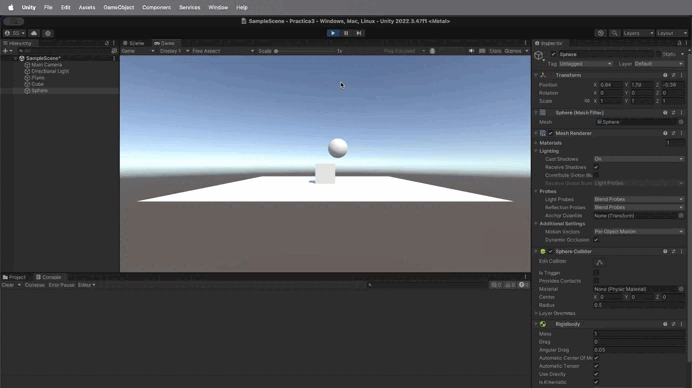 Unity File Edit Assets GameObject Component Services Window Help
SampleScene - Practica3 - Windows, Mac, Linux - Unity 2022.3.47f1 <Metal>
Layers Layout
Hierarchy
SampleScene*
Main Camera
Directional Light
Plane
Cube
Sphere
Scene
Game Display 1 Free Aspect Scale 1x Play Focused Stats Gizmos
Inspector
Sphere Static
Tag Untagged Layer Default
Transform
Position X 0.84 Y 1.79 Z -0.39
Rotation X 0 Y 0 Z 0
Scale X 1 Y 1 Z 1
Sphere (Mesh Filter)
Mesh Sphere
Mesh Renderer
Materials 1
Lighting
Cast Shadows On
Receive Shadows
Contribute Global Illu
Receive Global Illum Light Probes
Probes
Light Probes Blend Probes
Reflection Probes Blend Probes
Anchor Override None (Transform)
Additional Settings
Motion Vectors Per Object Motion
Dynamic Occlusion
Sphere Collider
Edit Collider
Is Trigger
Provides Contacts
Material None (Physic Material)
Center X 0 Y 0 Z 0
Radius 0.5
Layer Overrides
Rigidbody
Mass 1
Drag 0
Angular Drag 0.05
Automatic Center Of M
Automatic Tensor
Use Gravity
Is Kinematic
Project Console
Clear Collapse Error Pause Editor